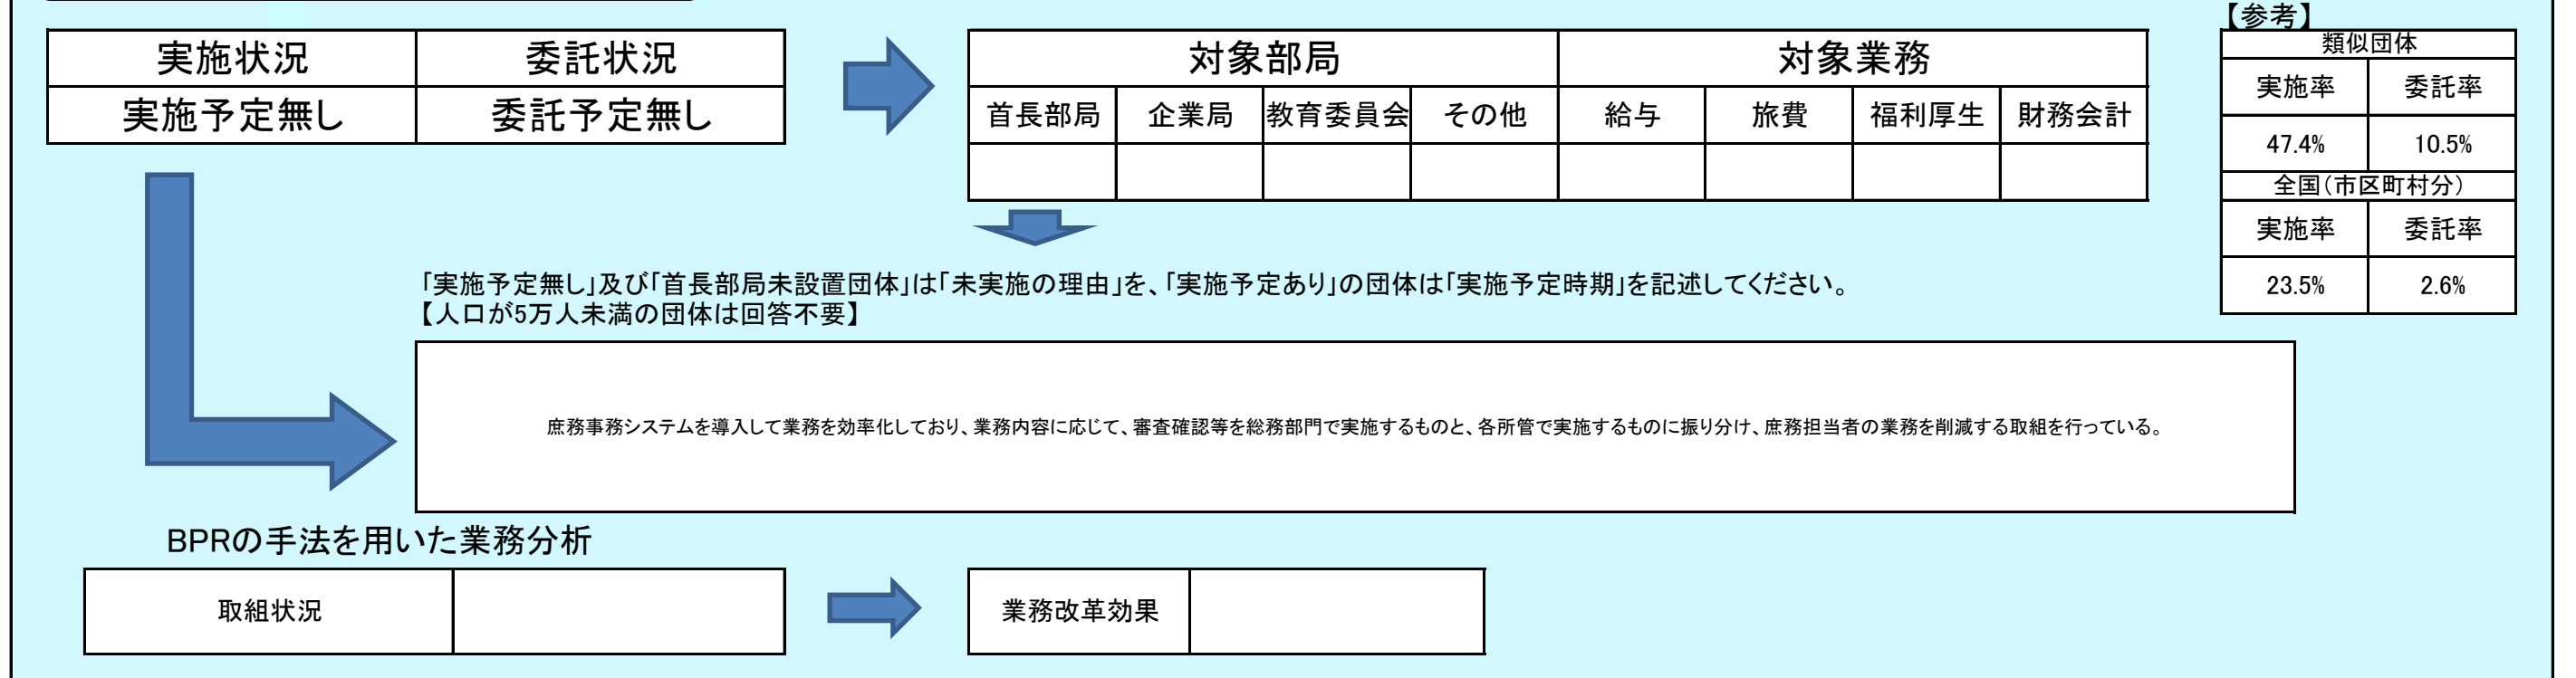 実施状況 委託状況
実施予定無し 委託予定無し
対象部局 対象業務
首長部局 企業局 教育委員会 その他 給与 旅費 福利厚生 財務会計
【参考】
類似団体
実施率 委託率
47.4% 10.5%
全国(市区町村分)
実施率 委託率
23.5% 2.6%
「実施予定無し」及び「首長部局未設置団体」は「未実施の理由」を、「実施予定あり」の団体は「実施予定時期」を記述してください。
【人口が5万人未満の団体は回答不要】
庶務事務システムを導入して業務を効率化しており、業務内容に応じて、審査確認等を総務部門で実施するものと、各所管で実施するものに振り分け、庶務担当者の業務を削減する取組を行っている。
BPRの手法を用いた業務分析
取組状況
業務改革効果